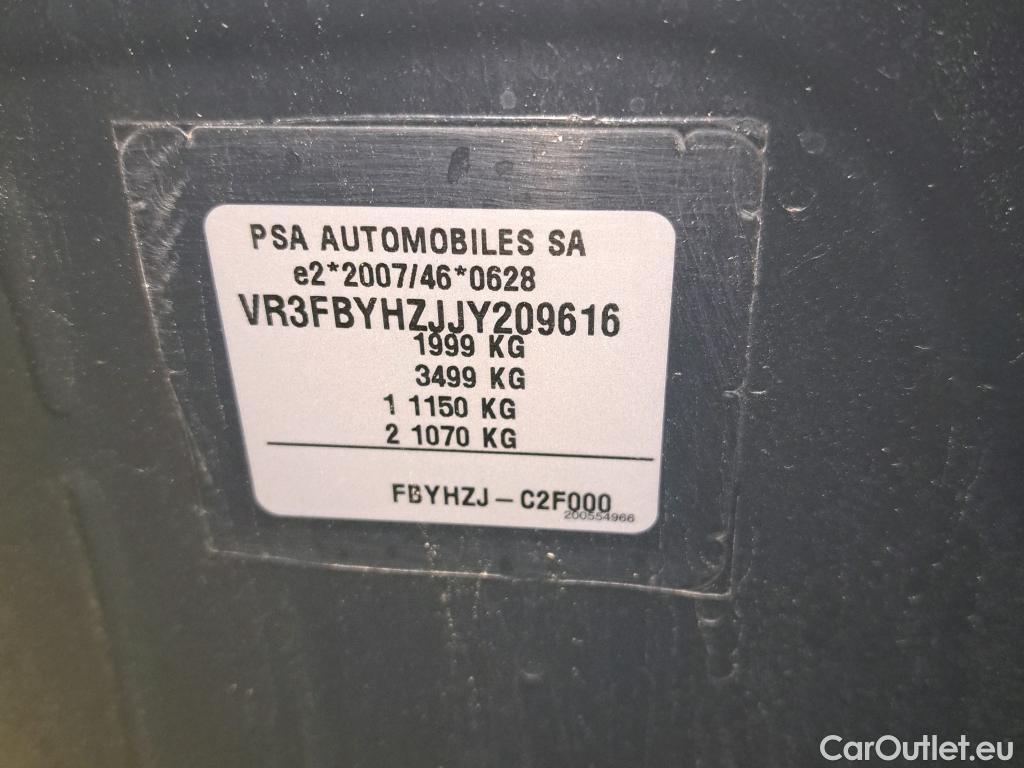 PSA AUTOMOBILES SA
e2*2007/46*0628
VR3FBYHZJJY209616
1999 KG
3499 KG
1 1150 KG
2 1070 KG
FBYHZJ – C2F000
200554966
CarOutlet.eu